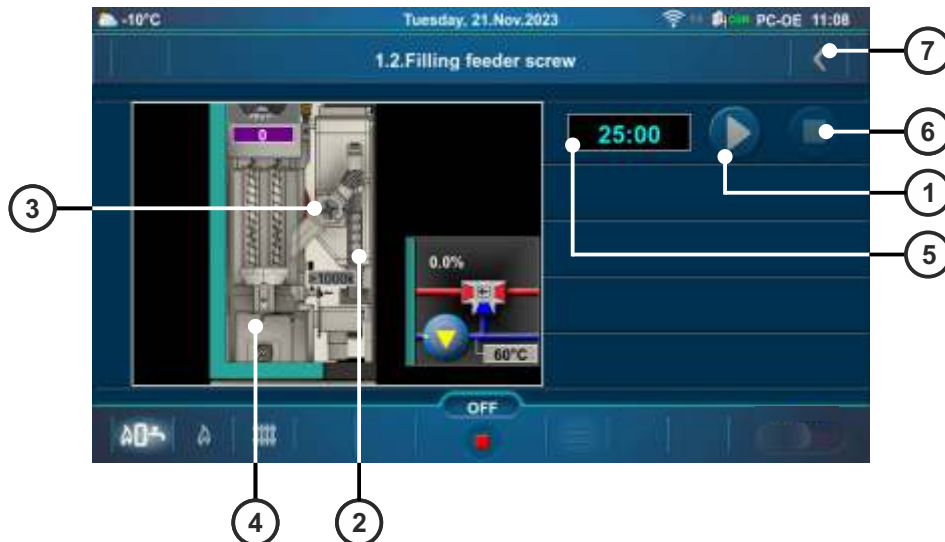 -10°C Tuesday, 21.Nov.2023 PC-OE 11:08
1.2.Filling feeder screw
7
0
25:00
6
1
3
5
0.0%
60°C
OFF
4
2